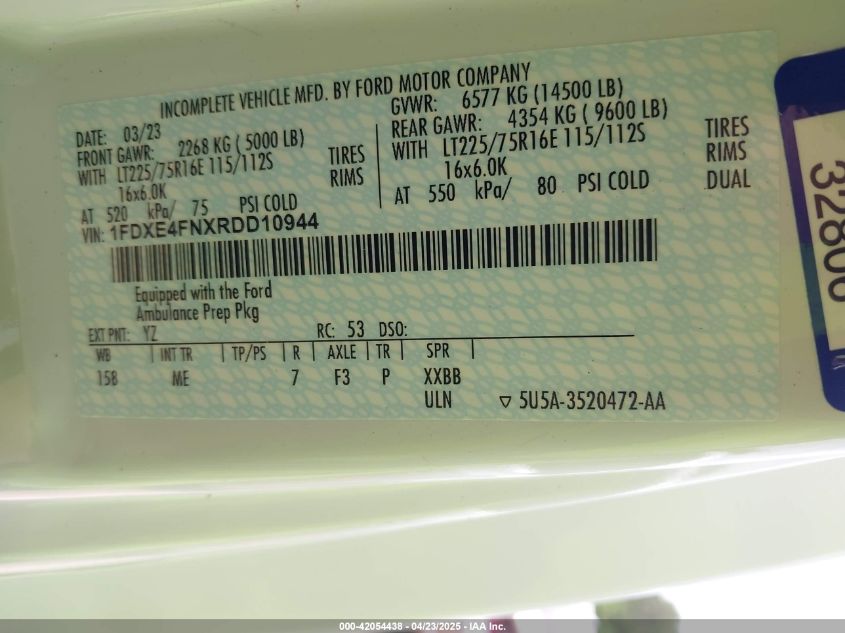 INCOMPLETE VEHICLE MFD. BY FORD MOTOR COMPANY
DATE: 03/23
FRONT GAWR: 2268 KG ( 5000 LB)
WITH LT225/75R16E 115/112S TIRES
16x6.0K RIMS
AT 520 kPa/ 75 PSI COLD
GVWR: 6577 KG (14500 LB)
REAR GAWR: 4354 KG ( 9600 LB)
WITH LT225/75R16E 115/112S TIRES
16x6.0K RIMS
AT 550 kPa/ 80 PSI COLD DUAL
VIN: 1FDXE4FNXRDD10944
Equipped with the Ford
Ambulance Prep Pkg
EXT PNT: YZ RC: 53 DSO:
WB INT TR TP/PS R AXLE TR SPR
158 ME 7 F3 P XXBB
ULN ▽ 5U5A-3520472-AA
32806
000-42054438 - 04/23/2025 - IAA Inc.